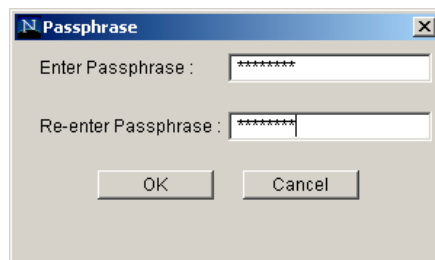 N Passphrase
Enter Passphrase : ********
Re-enter Passphrase : ********
OK Cancel